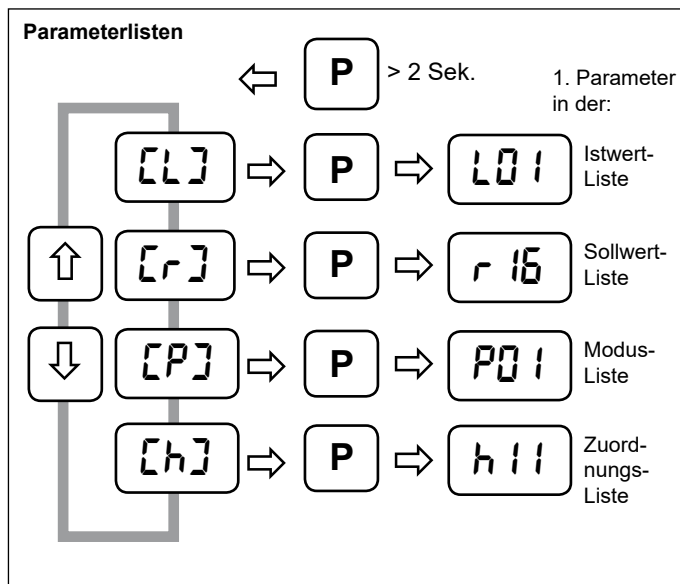 Parameterlisten
P > 2 Sek.
1. Parameter
in der:
[L] P L01 Istwert-
Liste
[r] P r16 Sollwert-
Liste
[P] P P01 Modus-
Liste
[h] P h11 Zuord-
nungs-
Liste